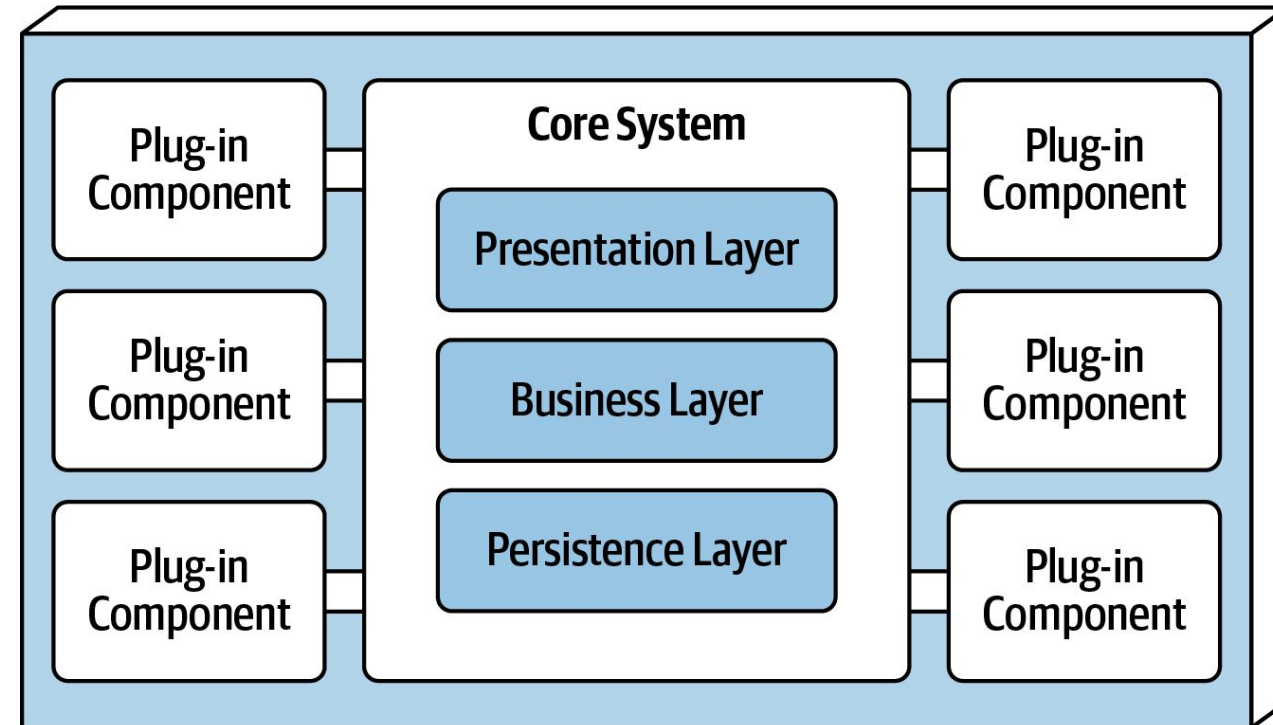 Plug-in
Component
Plug-in
Component
Plug-in
Component
Core System
Presentation Layer
Business Layer
Persistence Layer
Plug-in
Component
Plug-in
Component
Plug-in
Component